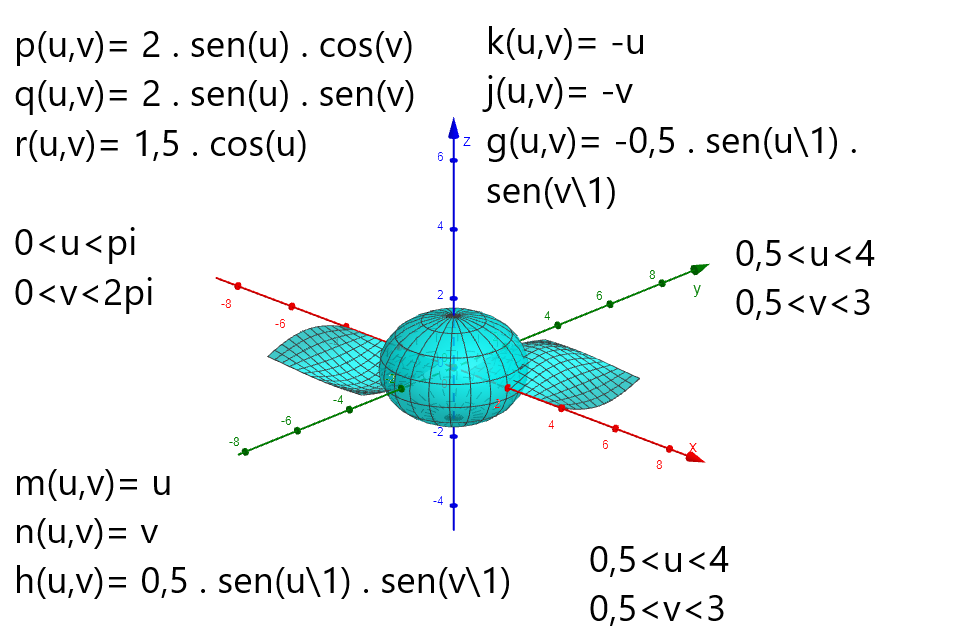 p(u,v)= 2 . sen(u) . cos(v)
q(u,v)= 2 . sen(u) . sen(v)
r(u,v)= 1,5 . cos(u)
k(u,v)= -u
j(u,v)= -v
g(u,v)= -0,5 . sen(u\1) .
sen(v\1)
0<u<pi
0<v<2pi
0,5<u<4
0,5<v<3
z
6
4
2
-2
-4
-8
-6
4
6
8
y
-4
-6
-8
4
6
8
x
m(u,v)= u
n(u,v)= v
h(u,v)= 0,5 . sen(u\1) . sen(v\1)
0,5<u<4
0,5<v<3